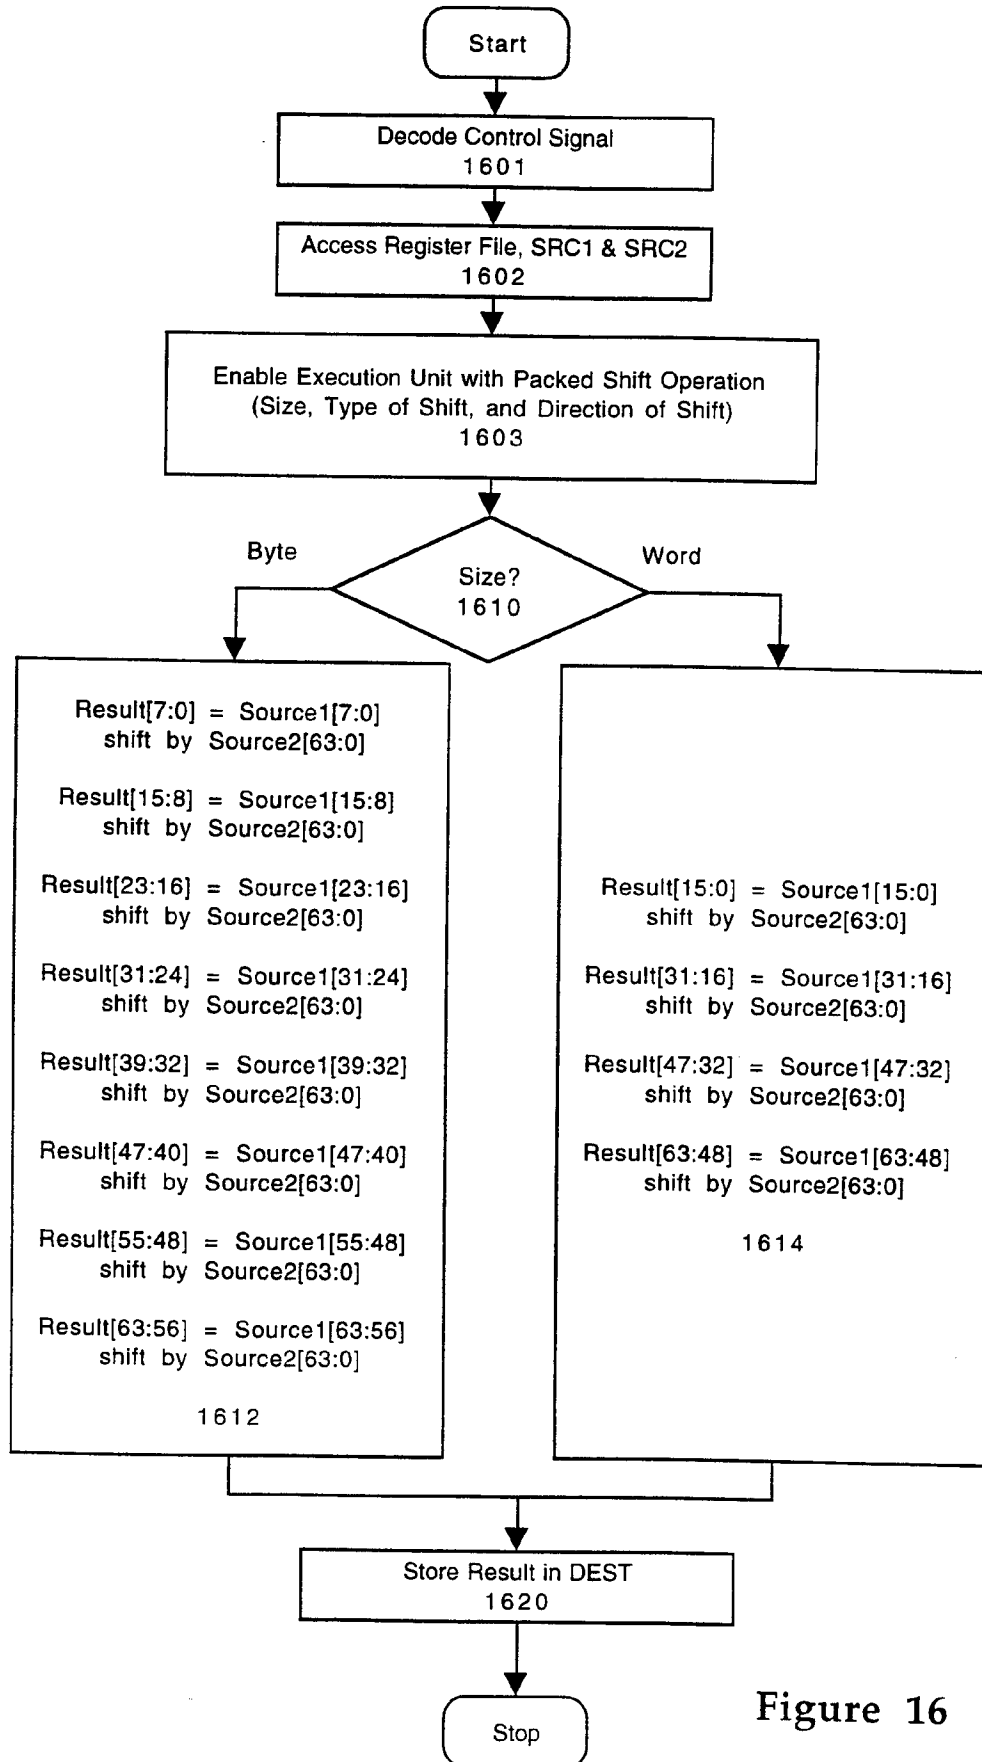 Start
Decode Control Signal
1601
Access Register File, SRC1 & SRC2
1602
Enable Execution Unit with Packed Shift Operation
(Size, Type of Shift, and Direction of Shift)
1603
Size?
1610
Byte
Word
Result[7:0] = Source1[7:0]
shift by Source2[63:0]
Result[15:8] = Source1[15:8]
shift by Source2[63:0]
Result[23:16] = Source1[23:16]
shift by Source2[63:0]
Result[31:24] = Source1[31:24]
shift by Source2[63:0]
Result[39:32] = Source1[39:32]
shift by Source2[63:0]
Result[47:40] = Source1[47:40]
shift by Source2[63:0]
Result[55:48] = Source1[55:48]
shift by Source2[63:0]
Result[63:56] = Source1[63:56]
shift by Source2[63:0]
1612
Result[15:0] = Source1[15:0]
shift by Source2[63:0]
Result[31:16] = Source1[31:16]
shift by Source2[63:0]
Result[47:32] = Source1[47:32]
shift by Source2[63:0]
Result[63:48] = Source1[63:48]
shift by Source2[63:0]
1614
Store Result in DEST
1620
Stop
Figure 16